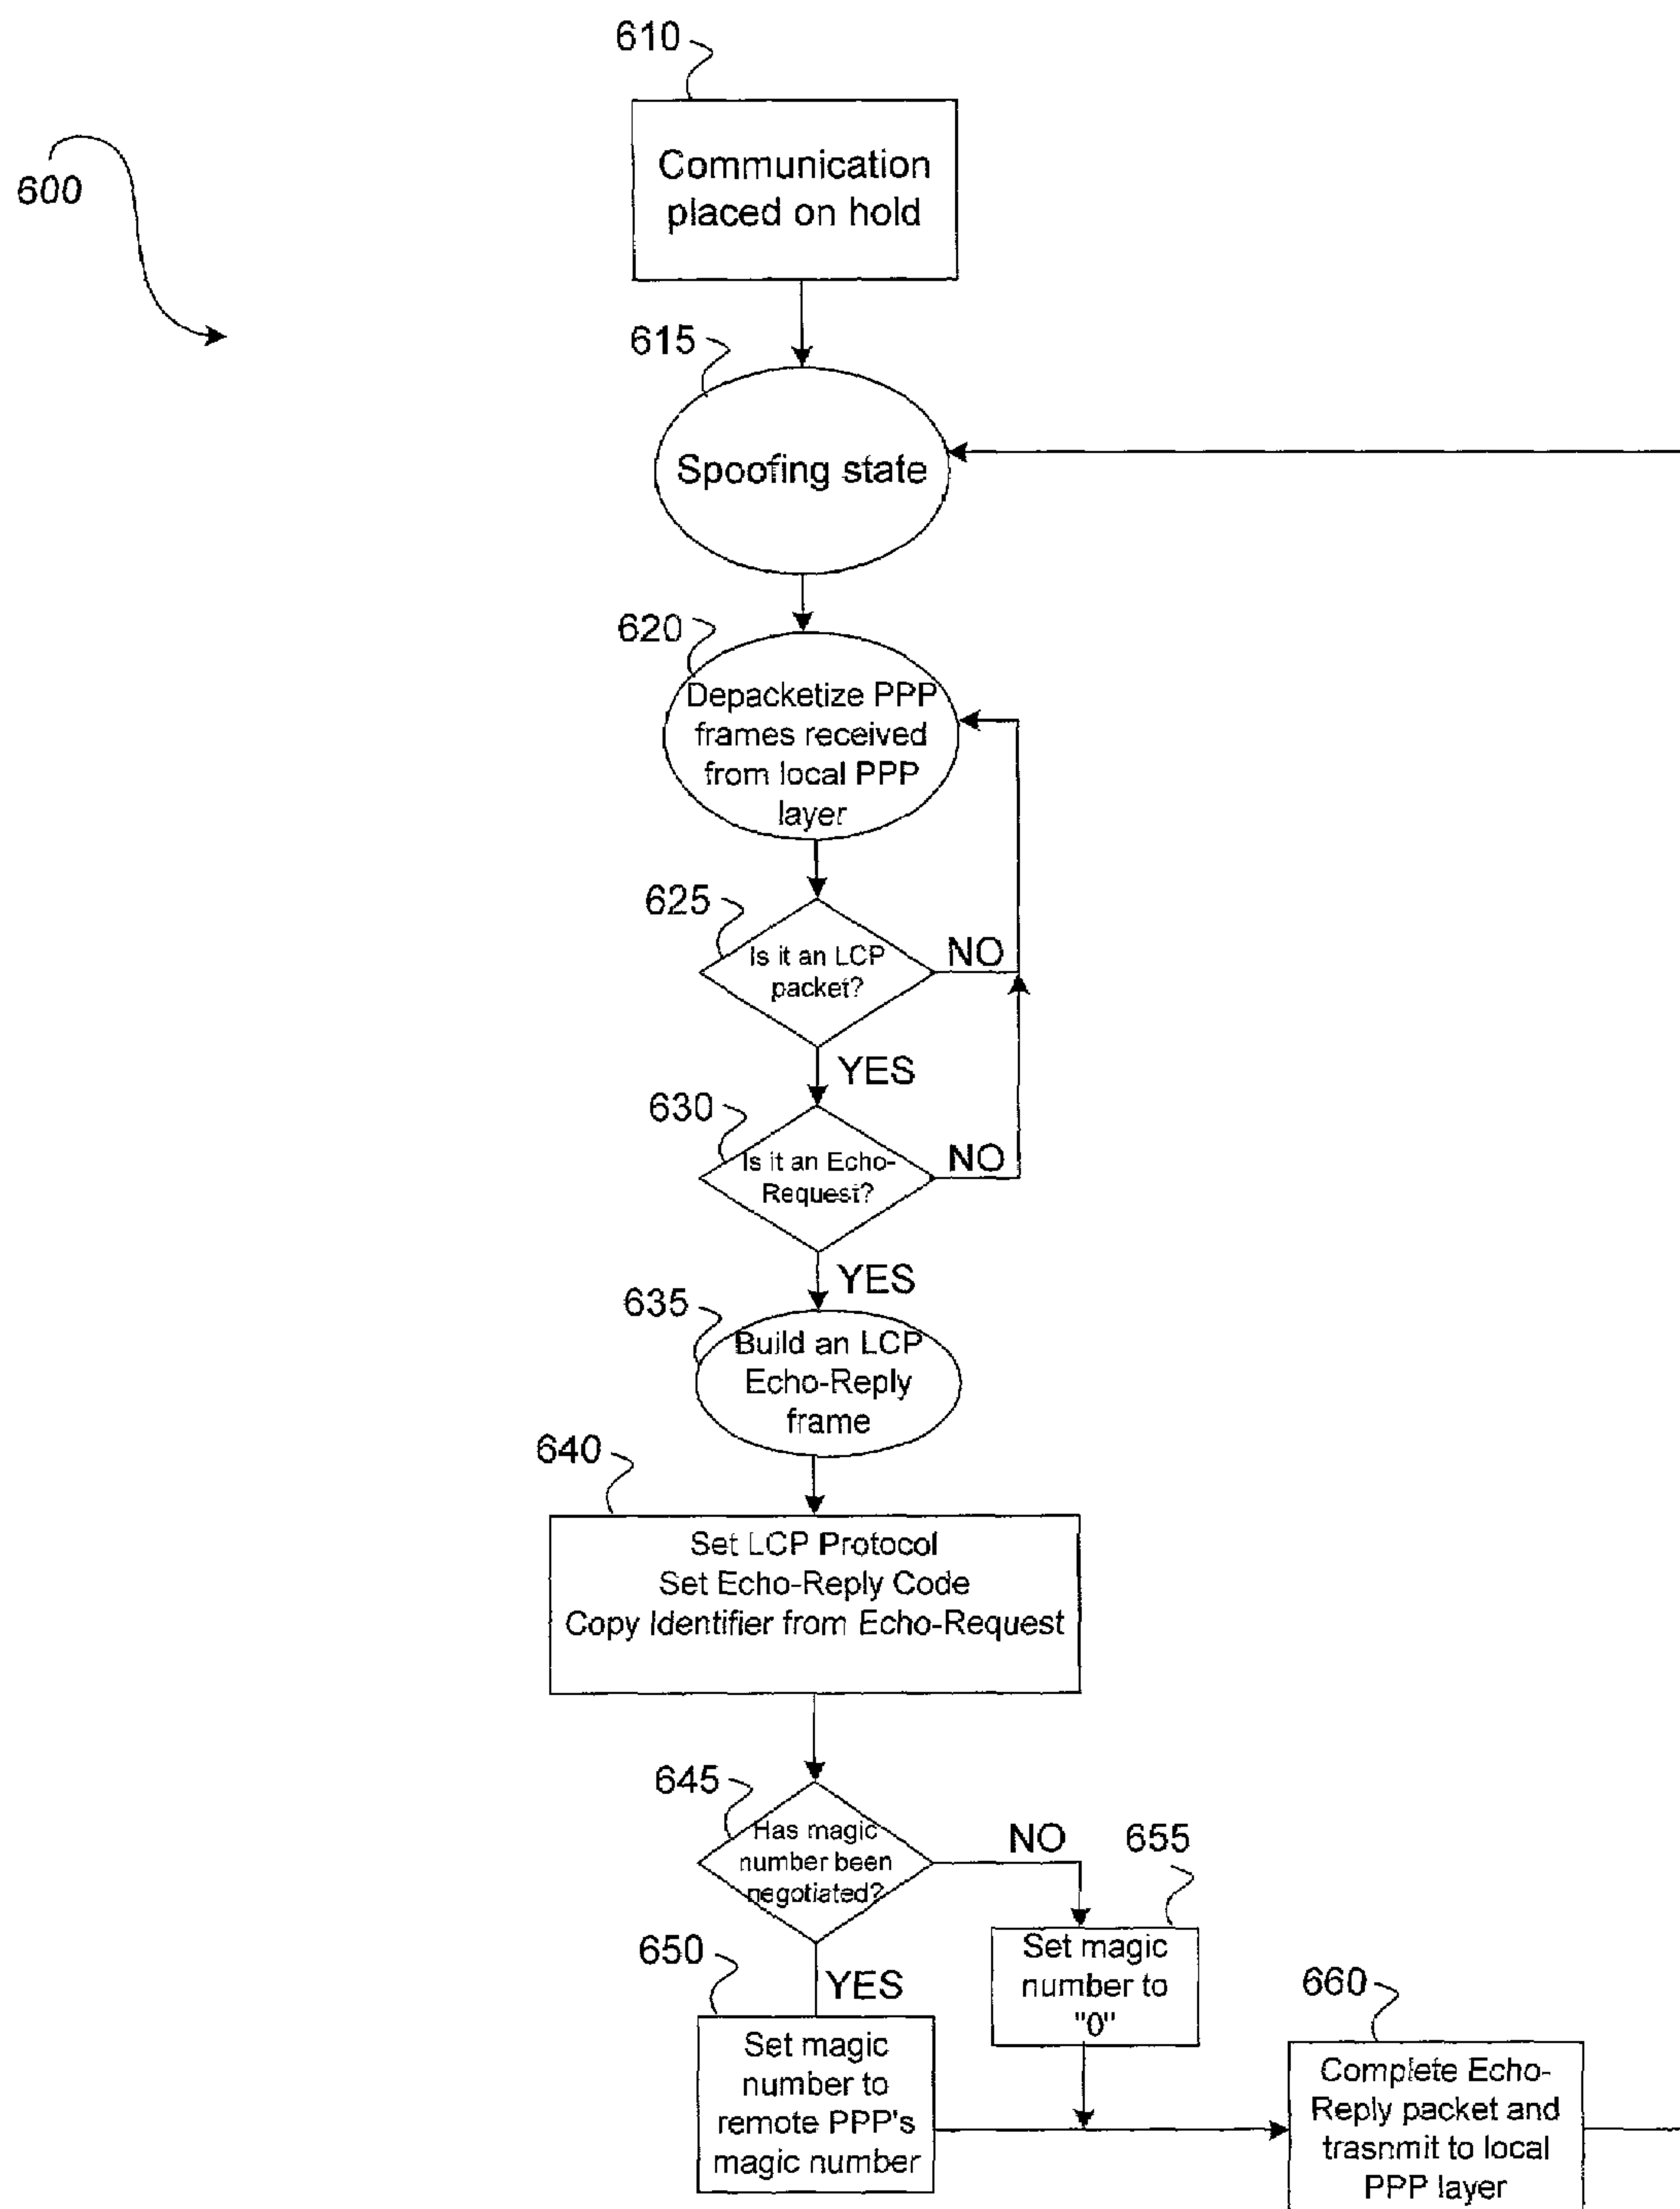 610
Communication
placed on hold
600
615
Spoofing state
620
Depacketize PPP
frames received
from local PPP
layer
625
Is it an LCP
packet?
NO
YES
630
Is it an Echo-
Request?
NO
YES
635
Build an LCP
Echo-Reply
frame
640
Set LCP Protocol
Set Echo-Reply Code
Copy Identifier from Echo-Request
645
Has magic
number been
negotiated?
NO
655
Set magic
number to
"0"
650
YES
Set magic
number to
remote PPP's
magic number
660
Complete Echo-
Reply packet and
trasnmit to local
PPP layer